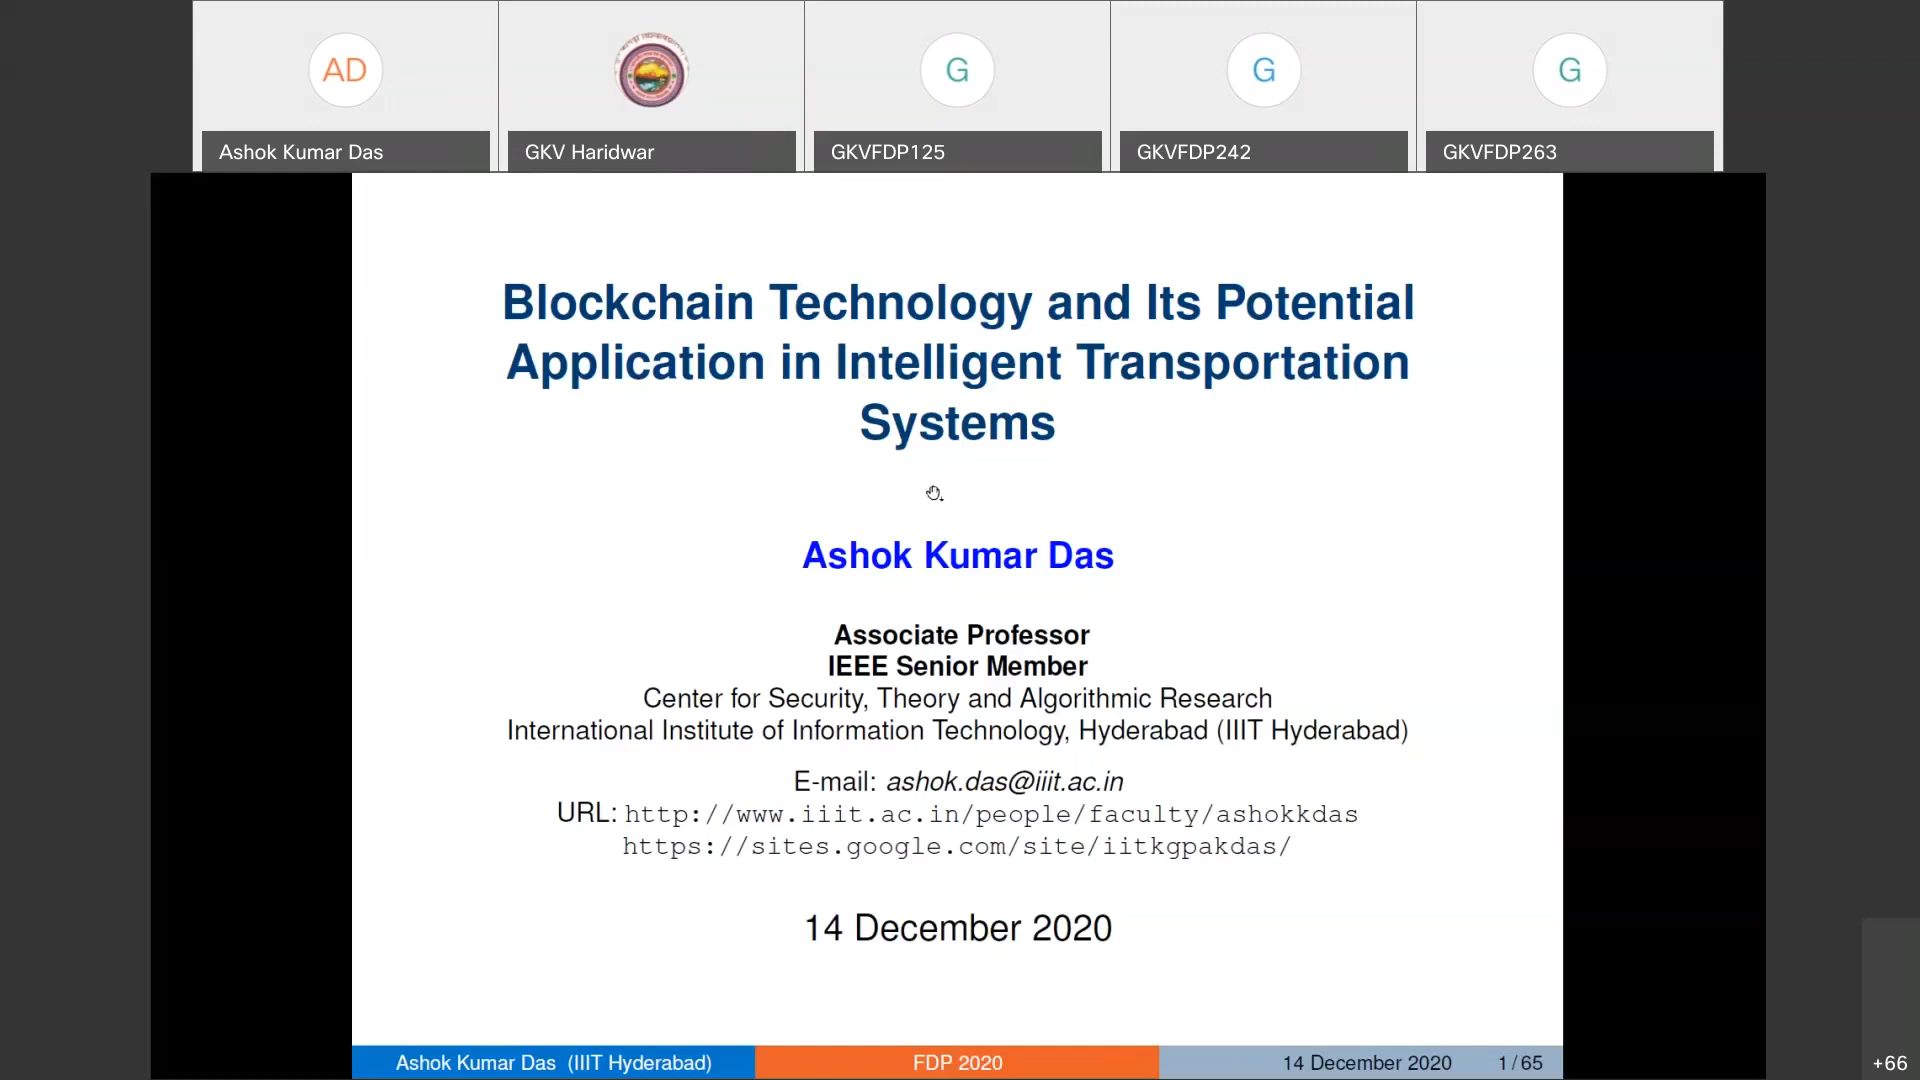 AD
G
G
G
Ashok Kumar Das
GKV Haridwar
GKVFDP125
GKVFDP242
GKVFDP263
Blockchain Technology and Its Potential
Application in Intelligent Transportation
Systems
Ashok Kumar Das
Associate Professor
IEEE Senior Member
Center for Security, Theory and Algorithmic Research
International Institute of Information Technology, Hyderabad (IIIT Hyderabad)
E-mail: ashok.das@iiit.ac.in
URL: http://www.iiit.ac.in/people/faculty/ashokkdas
https://sites.google.com/site/iitkgpakdas/
14 December 2020
Ashok Kumar Das (IIIT Hyderabad)
FDP 2020
14 December 2020
1 / 65
+66